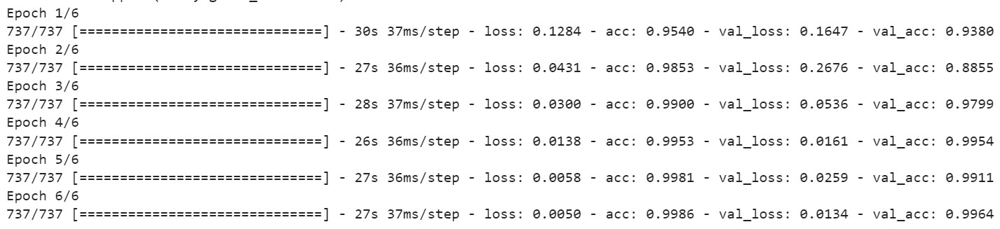 Epoch 1/6
737/737 [==============================] - 30s 37ms/step - loss: 0.1284 - acc: 0.9540 - val_loss: 0.1647 - val_acc: 0.9380
Epoch 2/6
737/737 [==============================] - 27s 36ms/step - loss: 0.0431 - acc: 0.9853 - val_loss: 0.2676 - val_acc: 0.8855
Epoch 3/6
737/737 [==============================] - 28s 37ms/step - loss: 0.0300 - acc: 0.9900 - val_loss: 0.0536 - val_acc: 0.9799
Epoch 4/6
737/737 [==============================] - 26s 36ms/step - loss: 0.0138 - acc: 0.9953 - val_loss: 0.0161 - val_acc: 0.9954
Epoch 5/6
737/737 [==============================] - 27s 36ms/step - loss: 0.0058 - acc: 0.9981 - val_loss: 0.0259 - val_acc: 0.9911
Epoch 6/6
737/737 [==============================] - 27s 37ms/step - loss: 0.0050 - acc: 0.9986 - val_loss: 0.0134 - val_acc: 0.9964